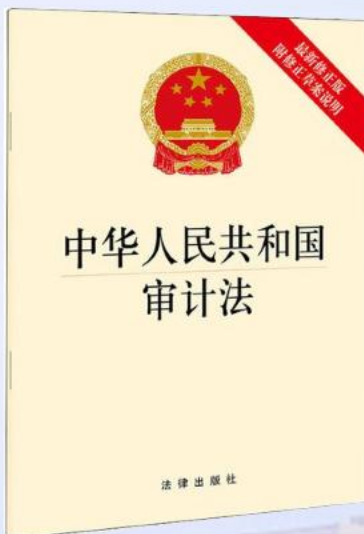 最新修正版
附修正草案说明
中华人民共和国
审计法
法律出版社